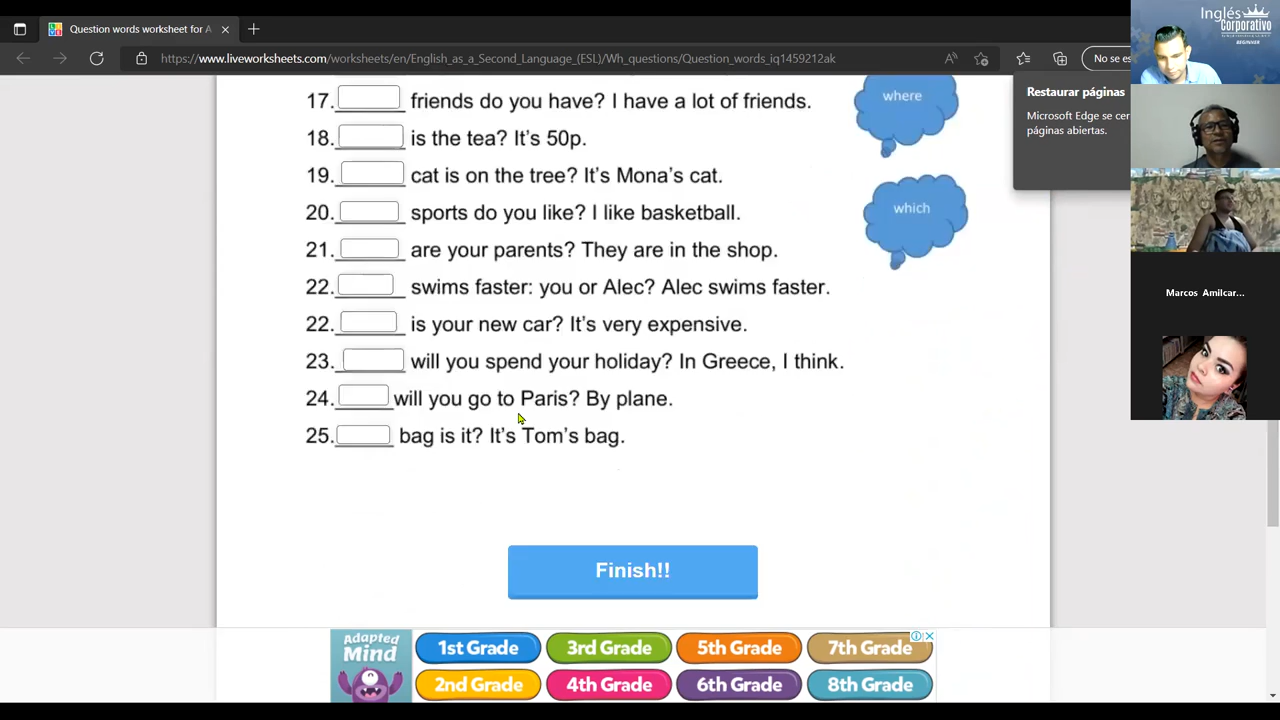 Question words worksheet for A
https://www.liveworksheets.com/worksheets/en/English_as_a_Second_Language_(ESL)/Wh_questions/Question_words_iq1459212ak
No se es
Inglés
Corporativo
BEGINNER
Restaurar páginas
Microsoft Edge se cer
páginas abiertas.
17. friends do you have? I have a lot of friends.
where
18. is the tea? It's 50p.
19. cat is on the tree? It's Mona's cat.
20. sports do you like? I like basketball.
which
21. are your parents? They are in the shop.
22. swims faster: you or Alec? Alec swims faster.
22. is your new car? It's very expensive.
23. will you spend your holiday? In Greece, I think.
24. will you go to Paris? By plane.
25. bag is it? It's Tom's bag.
Marcos Amilcar...
Finish!!
Adapted
Mind
1st Grade
3rd Grade
5th Grade
7th Grade
2nd Grade
4th Grade
6th Grade
8th Grade